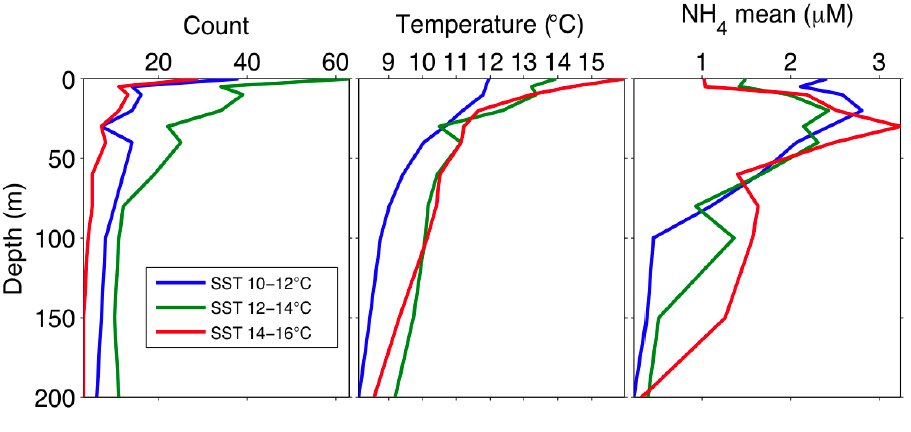 Count
Temperature (°C)
NH4 mean (μM)
20 40 60
9 10 11 12 13 14 15
1 2 3
0
50
100
150
200
Depth (m)
SST 10–12°C
SST 12–14°C
SST 14–16°C